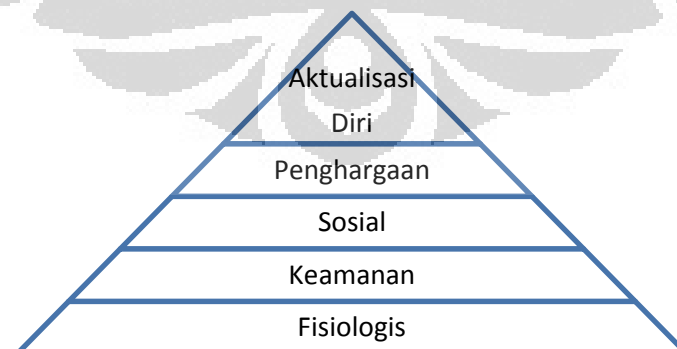 Aktualisasi
Diri
Penghargaan
Sosial
Keamanan
Fisiologis